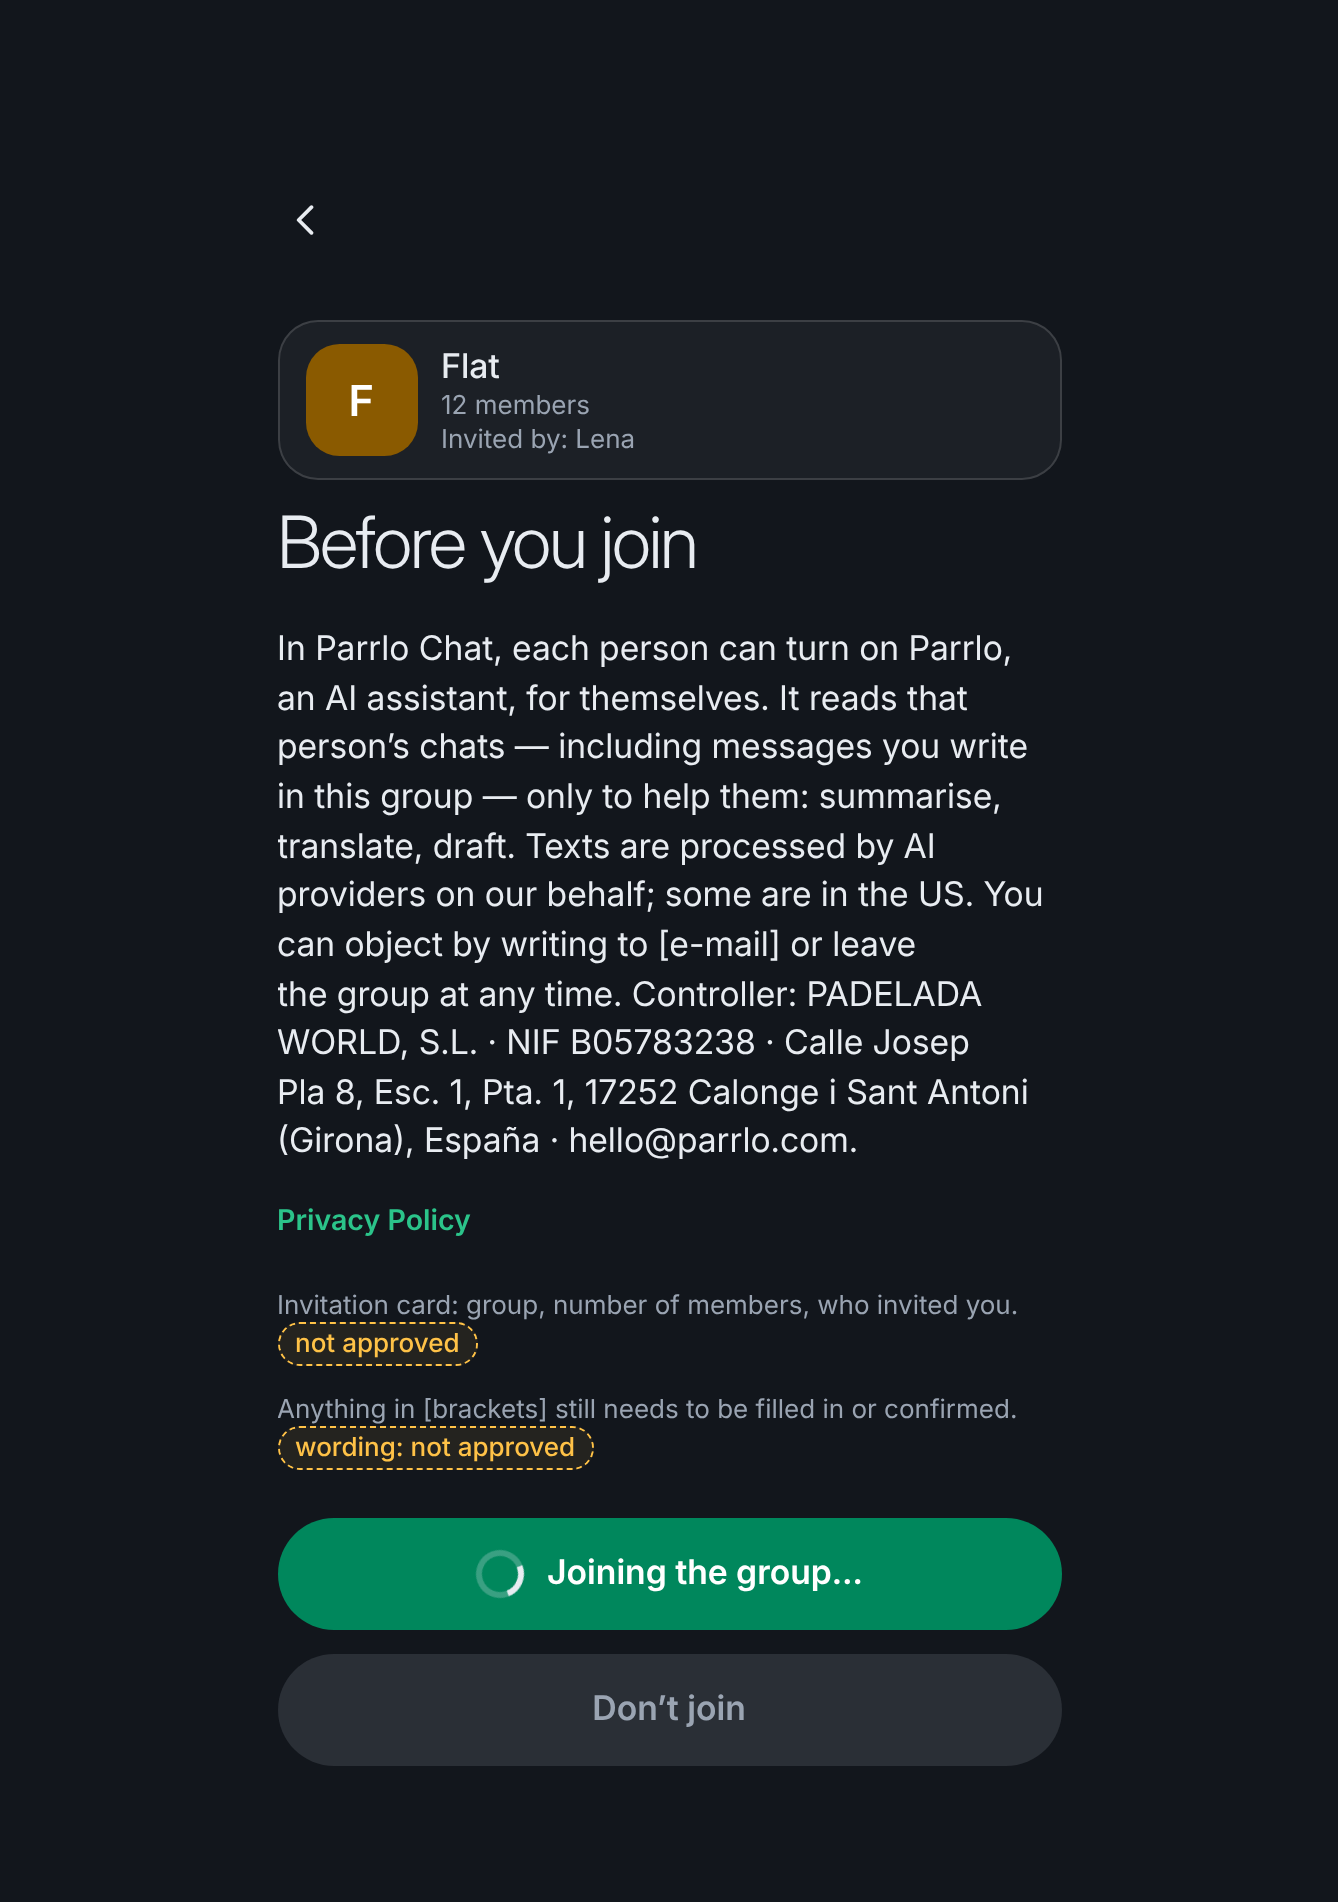 F
Flat
12 members
Invited by: Lena
Before you join
In Parrlo Chat, each person can turn on Parrlo,
an AI assistant, for themselves. It reads that
person’s chats — including messages you write
in this group — only to help them: summarise,
translate, draft. Texts are processed by AI
providers on our behalf; some are in the US. You
can object by writing to [e-mail] or leave
the group at any time. Controller: PADELADA
WORLD, S.L. · NIF B05783238 · Calle Josep
Pla 8, Esc. 1, Pta. 1, 17252 Calonge i Sant Antoni
(Girona), España · hello@parrlo.com.
Privacy Policy
Invitation card: group, number of members, who invited you.
not approved
Anything in [brackets] still needs to be filled in or confirmed.
wording: not approved
Joining the group…
Don’t join